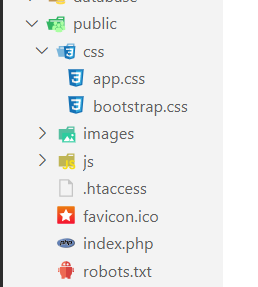 database
public
css
app.css
bootstrap.css
images
js
.htaccess
favicon.ico
index.php
robots.txt